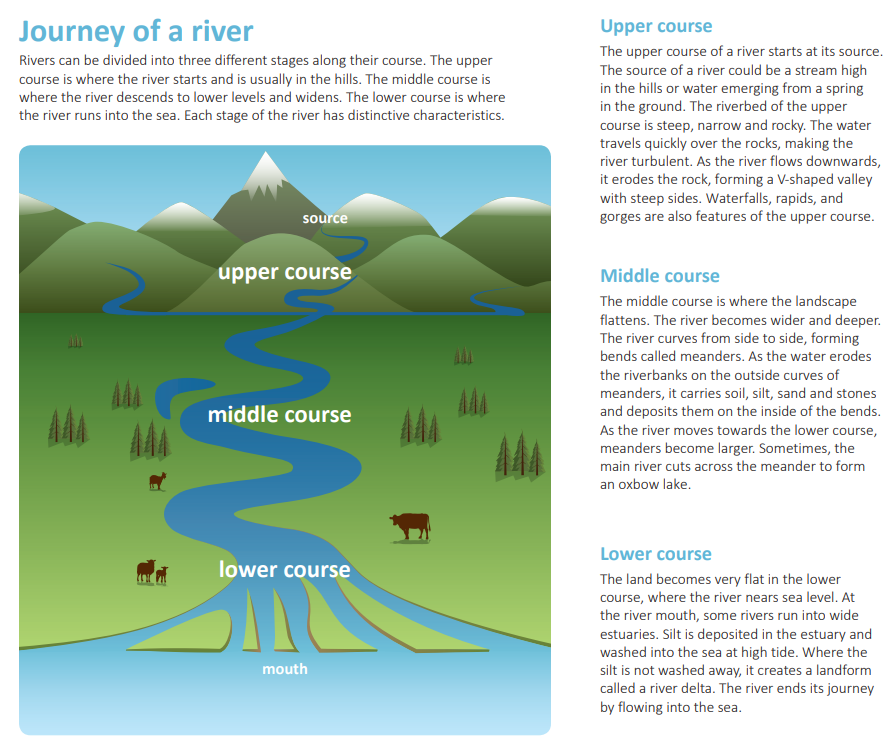 Journey of a river
Rivers can be divided into three different stages along their course. The upper
course is where the river starts and is usually in the hills. The middle course is
where the river descends to lower levels and widens. The lower course is where
the river runs into the sea. Each stage of the river has distinctive characteristics.
source
upper course
middle course
lower course
mouth
Upper course
The upper course of a river starts at its source.
The source of a river could be a stream high
in the hills or water emerging from a spring
in the ground. The riverbed of the upper
course is steep, narrow and rocky. The water
travels quickly over the rocks, making the
river turbulent. As the river flows downwards,
it erodes the rock, forming a V-shaped valley
with steep sides. Waterfalls, rapids, and
gorges are also features of the upper course.
Middle course
The middle course is where the landscape
flattens. The river becomes wider and deeper.
The river curves from side to side, forming
bends called meanders. As the water erodes
the riverbanks on the outside curves of
meanders, it carries soil, silt, sand and stones
and deposits them on the inside of the bends.
As the river moves towards the lower course,
meanders become larger. Sometimes, the
main river cuts across the meander to form
an oxbow lake.
Lower course
The land becomes very flat in the lower
course, where the river nears sea level. At
the river mouth, some rivers run into wide
estuaries. Silt is deposited in the estuary and
washed into the sea at high tide. Where the
silt is not washed away, it creates a landform
called a river delta. The river ends its journey
by flowing into the sea.